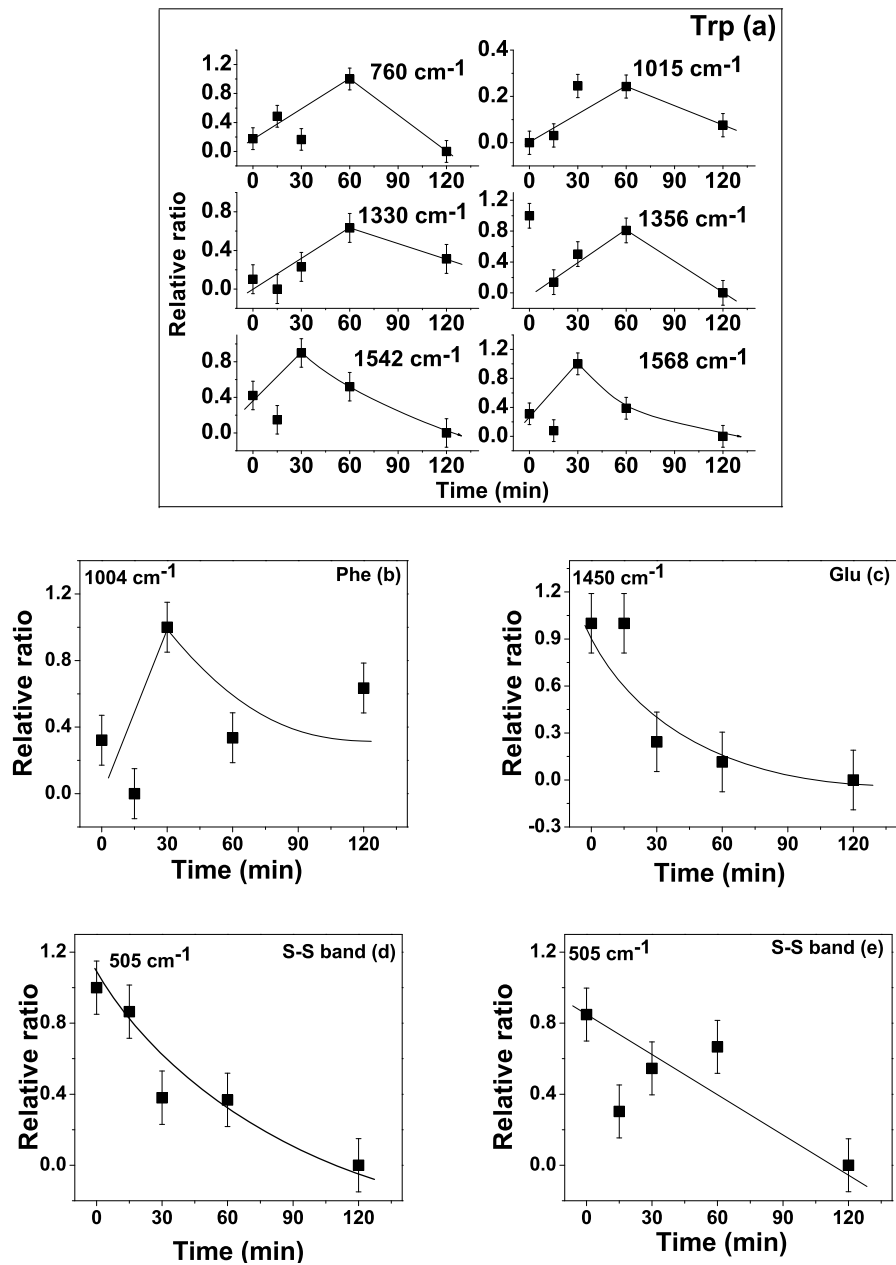 Trp (a)
Relative ratio
760 cm-1
1.2
0.8
0.4
0.0
0 30 60 90 120
1015 cm-1
0.4
0.2
0.0
0 30 60 90 120
1330 cm-1
0.8
0.4
0.0
0 30 60 90 120
1356 cm-1
1.2
0.8
0.4
0.0
0 30 60 90 120
1542 cm-1
0.8
0.4
0.0
0 30 60 90 120
1568 cm-1
1.2
0.8
0.4
0.0
0 30 60 90 120
Time (min)
1004 cm-1
Phe (b)
Relative ratio
1.2
0.8
0.4
0.0
0 30 60 90 120
Time (min)
1450 cm-1
Glu (c)
Relative ratio
1.2
0.9
0.6
0.3
0.0
-0.3
0 30 60 90 120
Time (min)
505 cm-1
S-S band (d)
Relative ratio
1.2
0.8
0.4
0.0
0 30 60 90 120
Time (min)
505 cm-1
S-S band (e)
Relative ratio
1.2
0.8
0.4
0.0
0 30 60 90 120
Time (min)